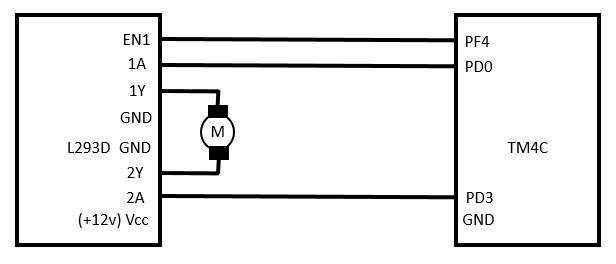 EN1
1A
1Y
GND
L293D GND
2Y
2A
(+12v) Vcc
M
PF4
PD0
TM4C
PD3
GND